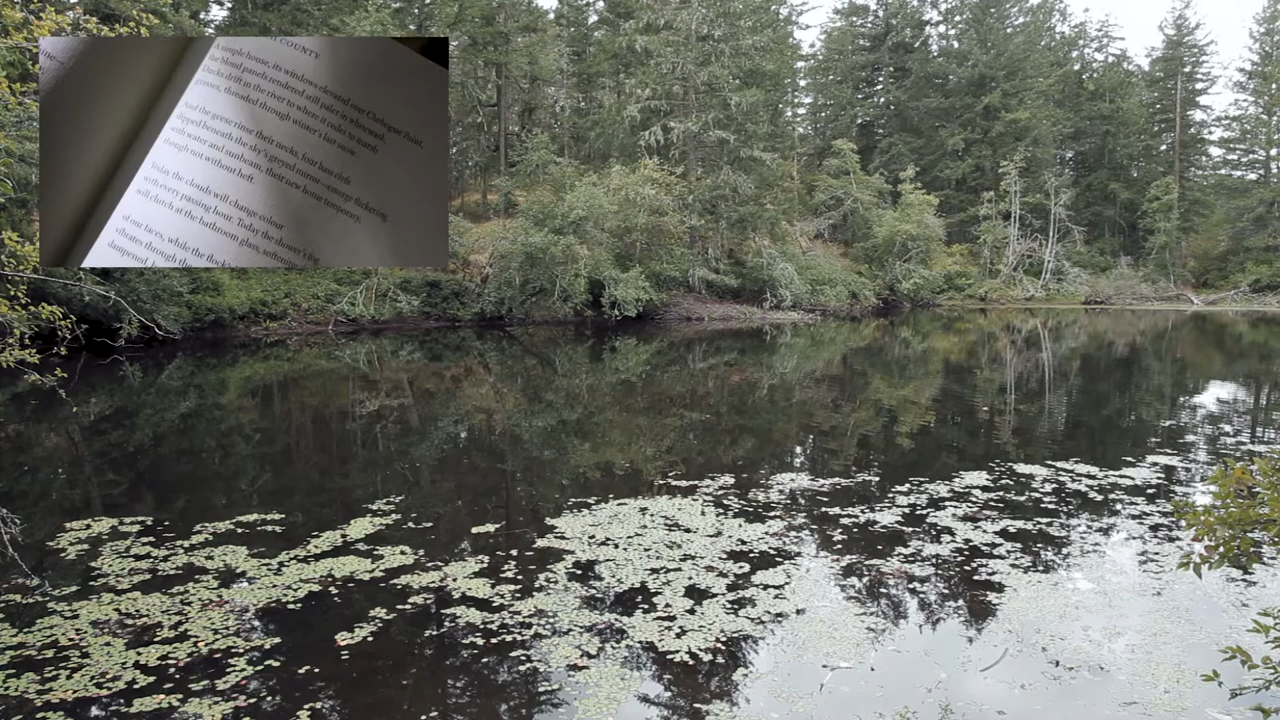 COUNTY
A simple house, its windows elevated over Chebogue Point,
the blond panels rendered still paler in whitewash.
Ducks drift in the river to where it cedes to marsh
grasses, threaded through winter's last snow.
And the geese rinse their necks, four bass clefs
dipped beneath the sky's greyed mirror—emerge flickering
with water and sunbeam, their new home temporary,
though not without heft.
Today the clouds will change colour
with every passing hour. Today the shower's fog
will clutch at the bathroom glass, softening
of our faces, while the flock
vibrates through the
dampened,